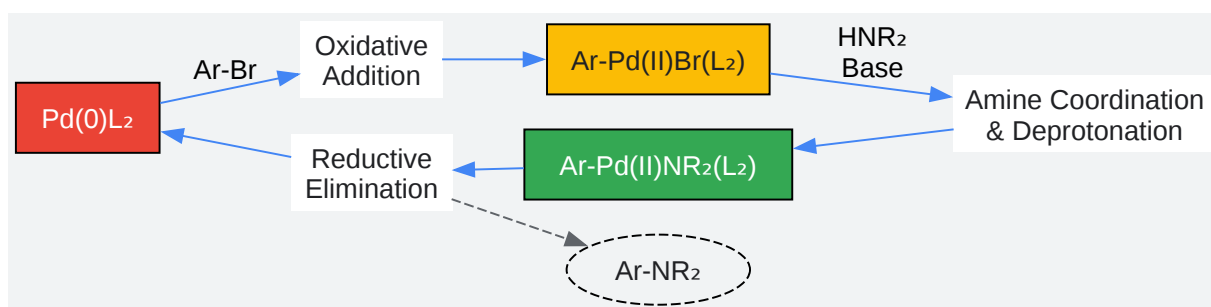 Pd(0)L₂
Ar-Br
Oxidative
Addition
Ar-Pd(II)Br(L₂)
HNR₂
Base
Amine Coordination
& Deprotonation
Ar-Pd(II)NR₂(L₂)
Reductive
Elimination
Ar-NR₂